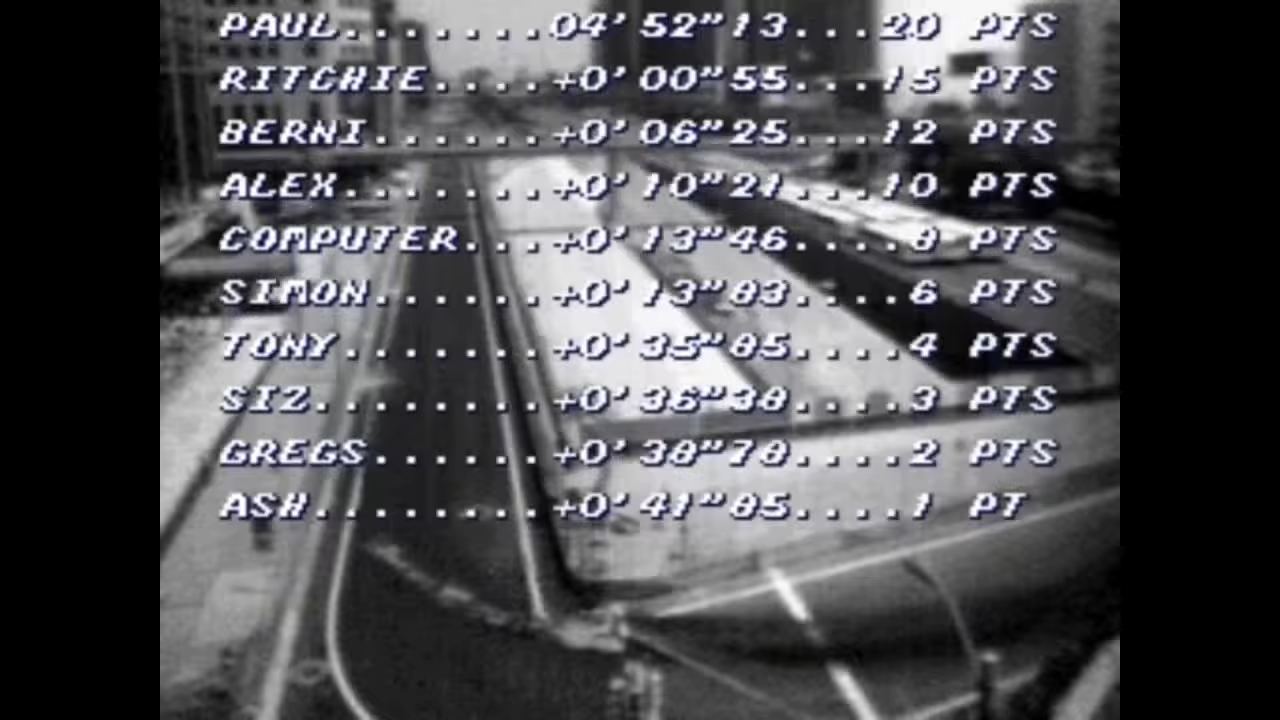 PAUL.......04'52"13...20 PTS
RITCHIE....+0'00"55...15 PTS
BERNI......+0'06"25...12 PTS
ALEX.......+0'10"21...10 PTS
COMPUTER...+0'13"46....8 PTS
SIMON......+0'13"83....6 PTS
TONY.......+0'35"85....4 PTS
SIZ........+0'36"38....3 PTS
GREGS......+0'38"78....2 PTS
ASH........+0'41"85....1 PT